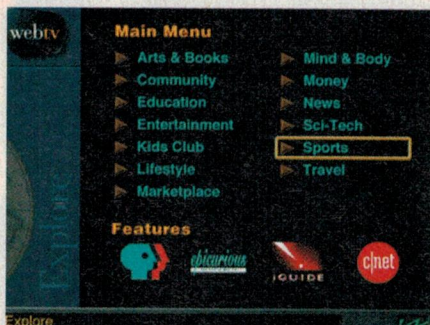 webtv
Main Menu
Arts & Books
Community
Education
Entertainment
Kids Club
Lifestyle
Marketplace
Mind & Body
Money
News
Sci-Tech
Sports
Travel
Explore
Features
epicurious
iGUIDE
c|net
Explore